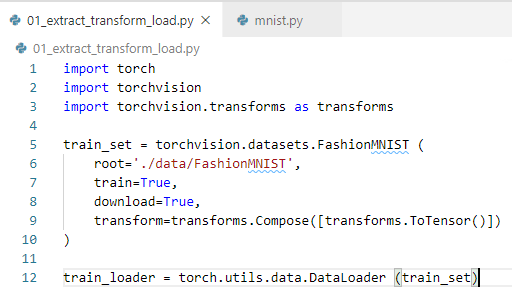 01_extract_transform_load.py × mnist.py
01_extract_transform_load.py
1 import torch
2 import torchvision
3 import torchvision.transforms as transforms
4
5 train_set = torchvision.datasets.FashionMNIST (
6     root='./data/FashionMNIST',
7     train=True,
8     download=True,
9     transform=transforms.Compose([transforms.ToTensor()])
10 )
11
12 train_loader = torch.utils.data.DataLoader (train_set)